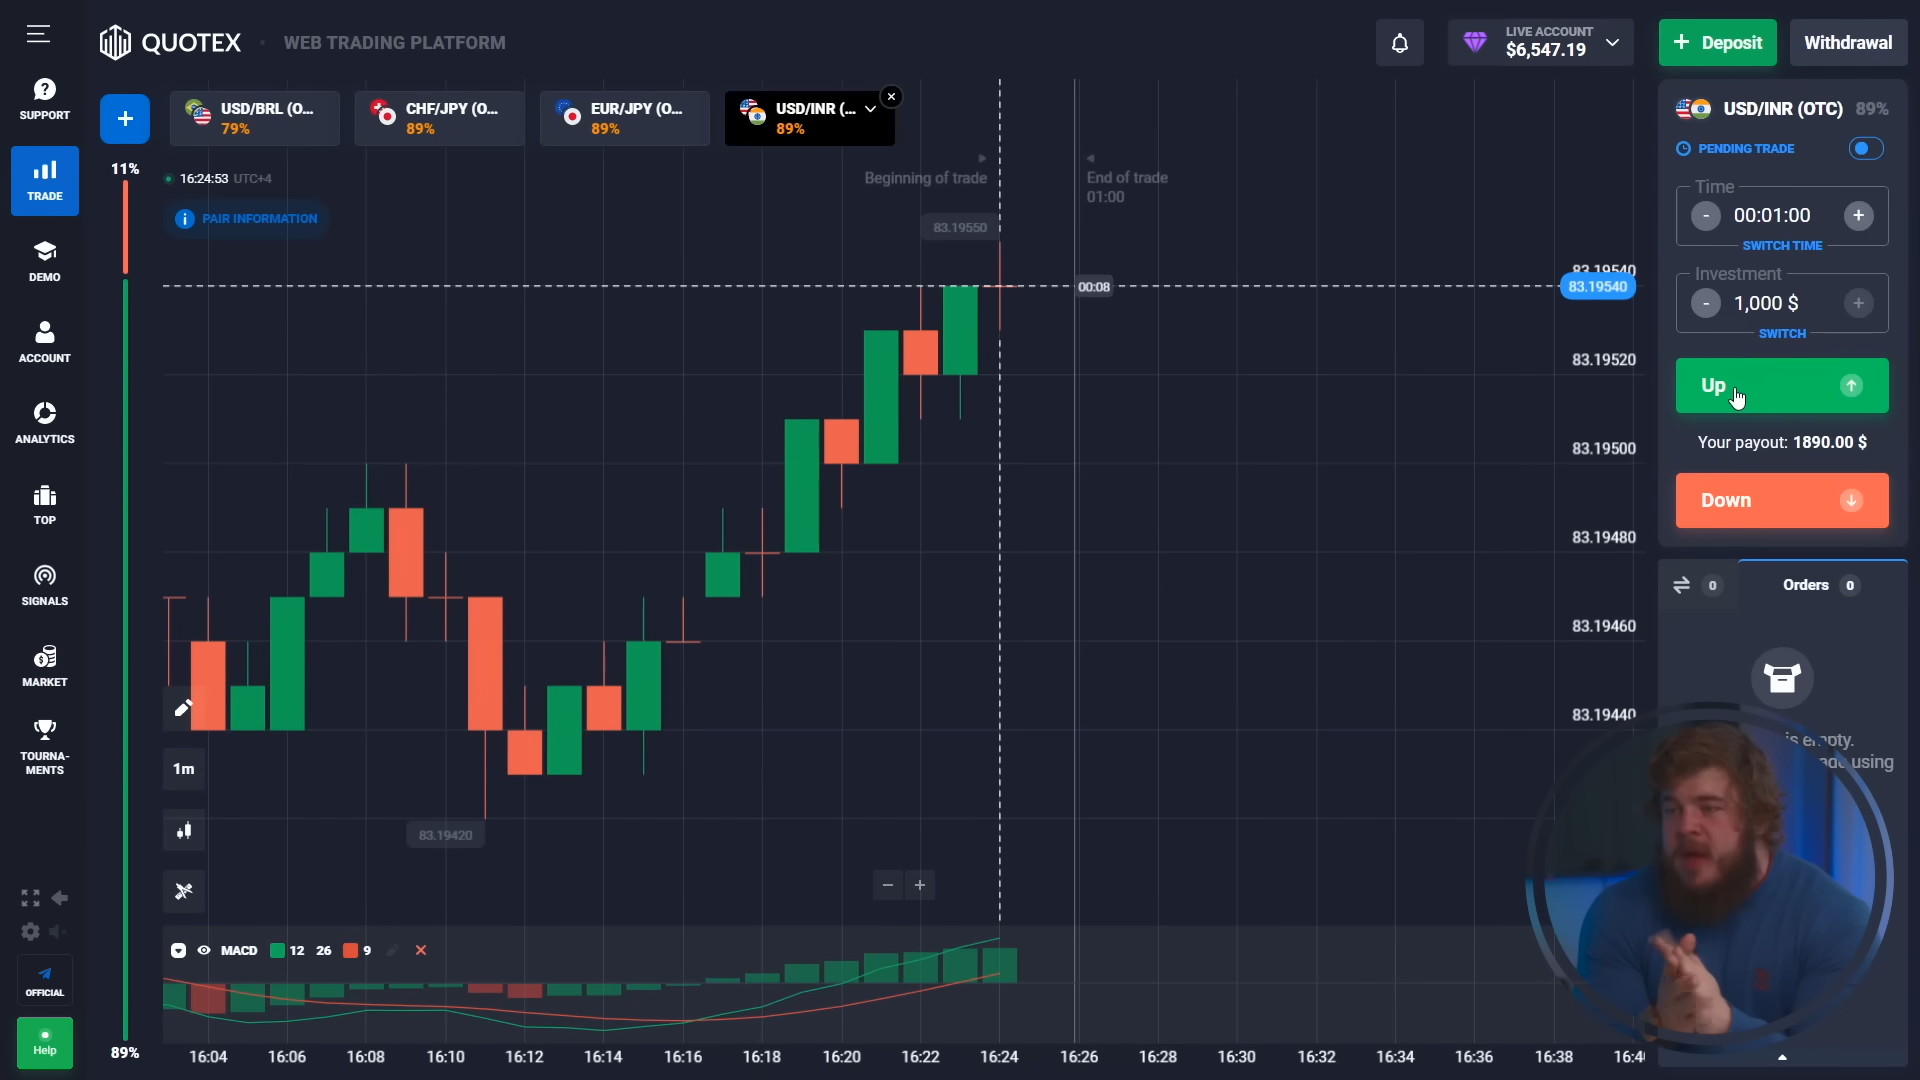 QUOTEX
WEB TRADING PLATFORM
LIVE ACCOUNT
$6,547.19
+ Deposit
Withdrawal
SUPPORT
TRADE
DEMO
ACCOUNT
ANALYTICS
TOP
SIGNALS
MARKET
TOURNA-
MENTS
OFFICIAL
Help
+
USD/BRL (O...
79%
CHF/JPY (O...
89%
EUR/JPY (O...
89%
USD/INR (...
89%
11%
89%
16:24:53 UTC+4
PAIR INFORMATION
Beginning of trade
End of trade
01:00
83.19550
00:08
83.19540
83.19540
83.19520
83.19500
83.19480
83.19460
83.19440
83.19420
1m
− +
MACD 12 26 9
16:04 16:06 16:08 16:10 16:12 16:14 16:16 16:18 16:20 16:22 16:24 16:26 16:28 16:30 16:32 16:34 16:36 16:38
USD/INR (OTC) 89%
PENDING TRADE
Time
- 00:01:00 +
SWITCH TIME
Investment
- 1,000 $ +
SWITCH
Up
Your payout: 1890.00 $
Down
0
Orders 0
is empty.
using